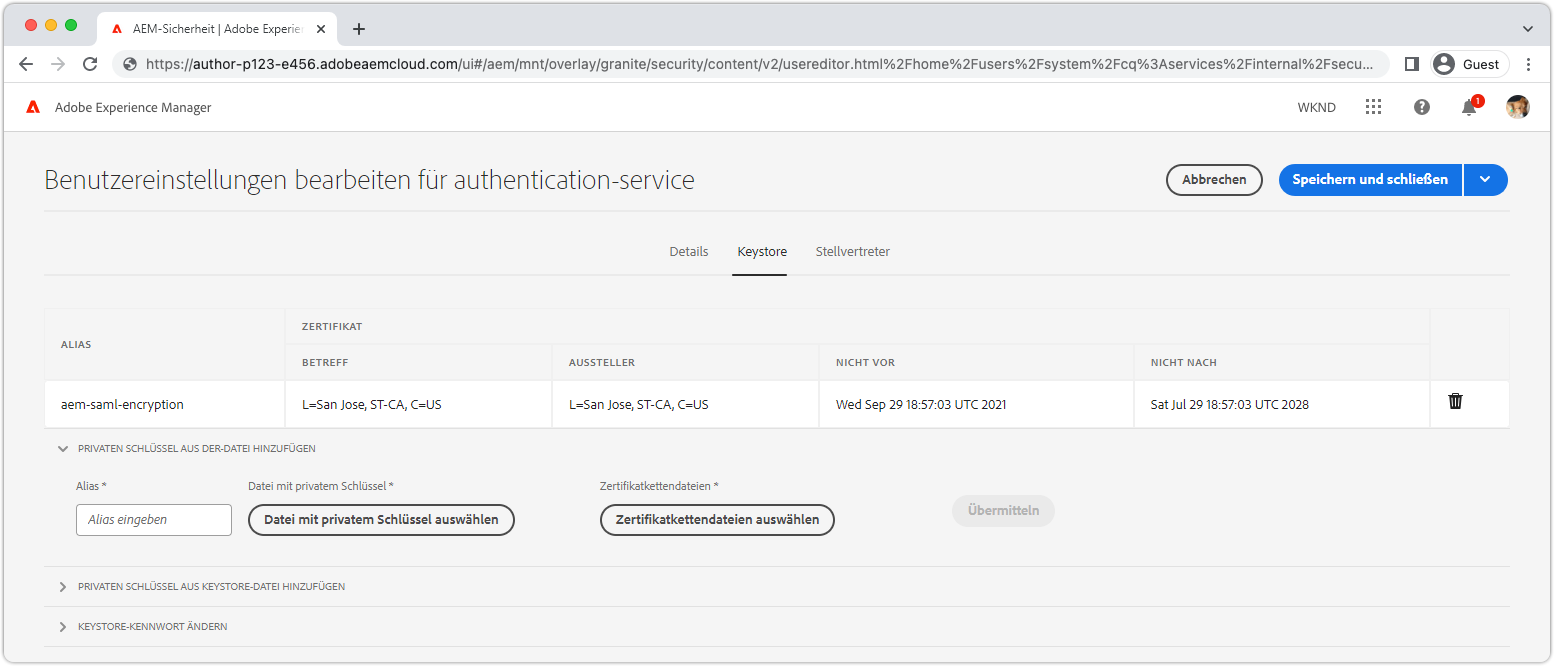 AEM-Sicherheit | Adobe Experie
https://author-p123-e456.adobeaemcloud.com/ui#/aem/mnt/overlay/granite/security/content/v2/usereditor.html%2Fhome%2Fusers%2Fsystem%2Fcq%3Aservices%2Finternal%2Fsecu...
Guest
Adobe Experience Manager
WKND
1
Benutzereinstellungen bearbeiten für authentication-service
Abbrechen
Speichern und schließen
Details
Keystore
Stellvertreter
ALIAS
ZERTIFIKAT
BETREFF
AUSSTELLER
NICHT VOR
NICHT NACH
aem-saml-encryption
L=San Jose, ST-CA, C=US
L=San Jose, ST-CA, C=US
Wed Sep 29 18:57:03 UTC 2021
Sat Jul 29 18:57:03 UTC 2028
PRIVATEN SCHLÜSSEL AUS DER-DATEI HINZUFÜGEN
Alias *
Datei mit privatem Schlüssel *
Zertifikatkettendateien *
Alias eingeben
Datei mit privatem Schlüssel auswählen
Zertifikatkettendateien auswählen
Übermitteln
PRIVATEN SCHLÜSSEL AUS KEYSTORE-DATEI HINZUFÜGEN
KEYSTORE-KENNWORT ÄNDERN